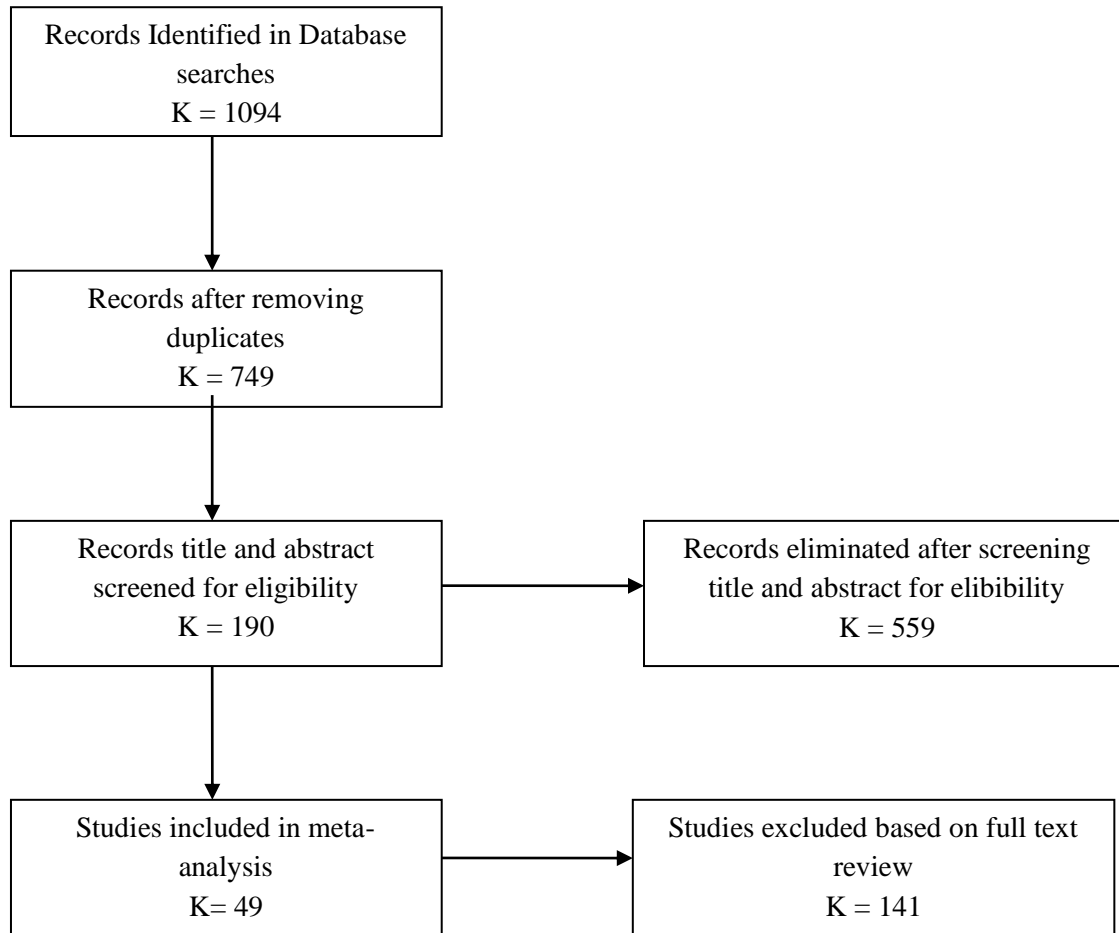 Records Identified in Database
searches
K = 1094
Records after removing
duplicates
K = 749
Records title and abstract
screened for eligibility
K = 190
Records eliminated after screening
title and abstract for elibibility
K = 559
Studies included in meta-
analysis
K= 49
Studies excluded based on full text
review
K = 141